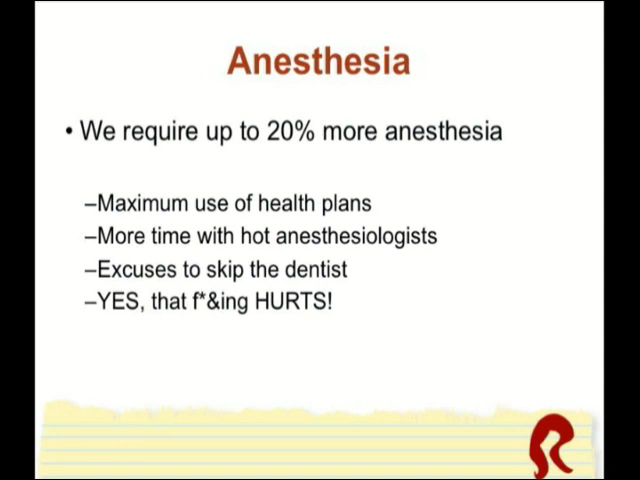 Anesthesia
• We require up to 20% more anesthesia
–Maximum use of health plans
–More time with hot anesthesiologists
–Excuses to skip the dentist
–YES, that f*&ing HURTS!